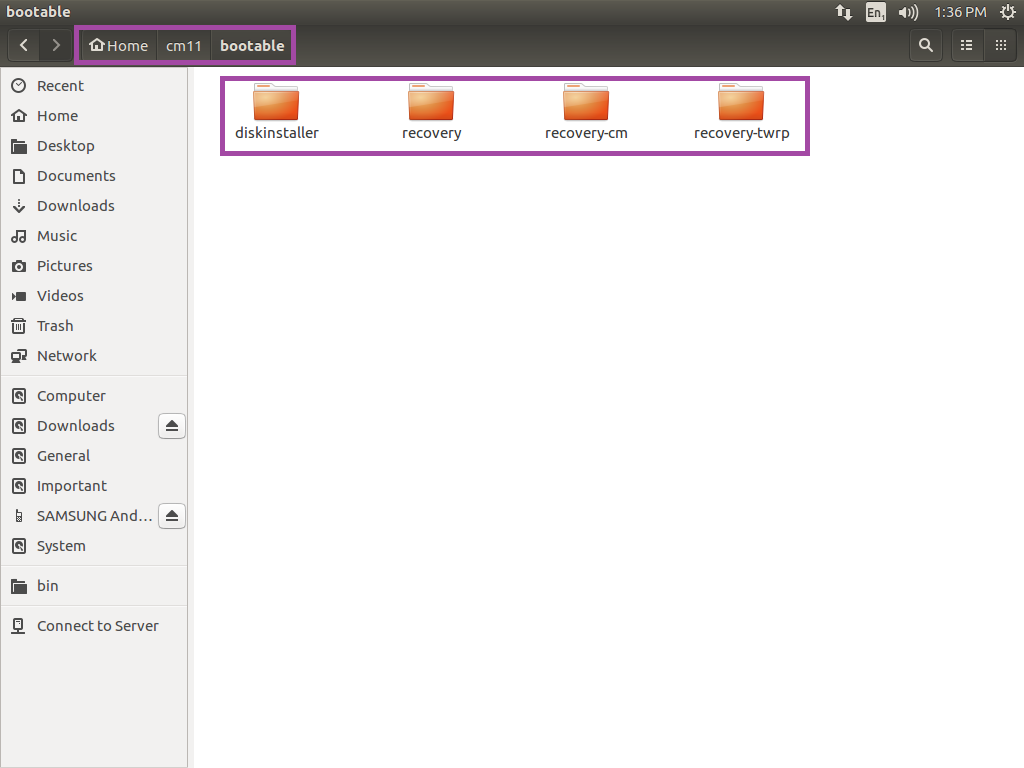 bootable
En1 1:36 PM
Home cm11 bootable
Recent
Home
Desktop
Documents
Downloads
Music
Pictures
Videos
Trash
Network
Computer
Downloads
General
Important
SAMSUNG And...
System
bin
Connect to Server
diskinstaller recovery recovery-cm recovery-twrp